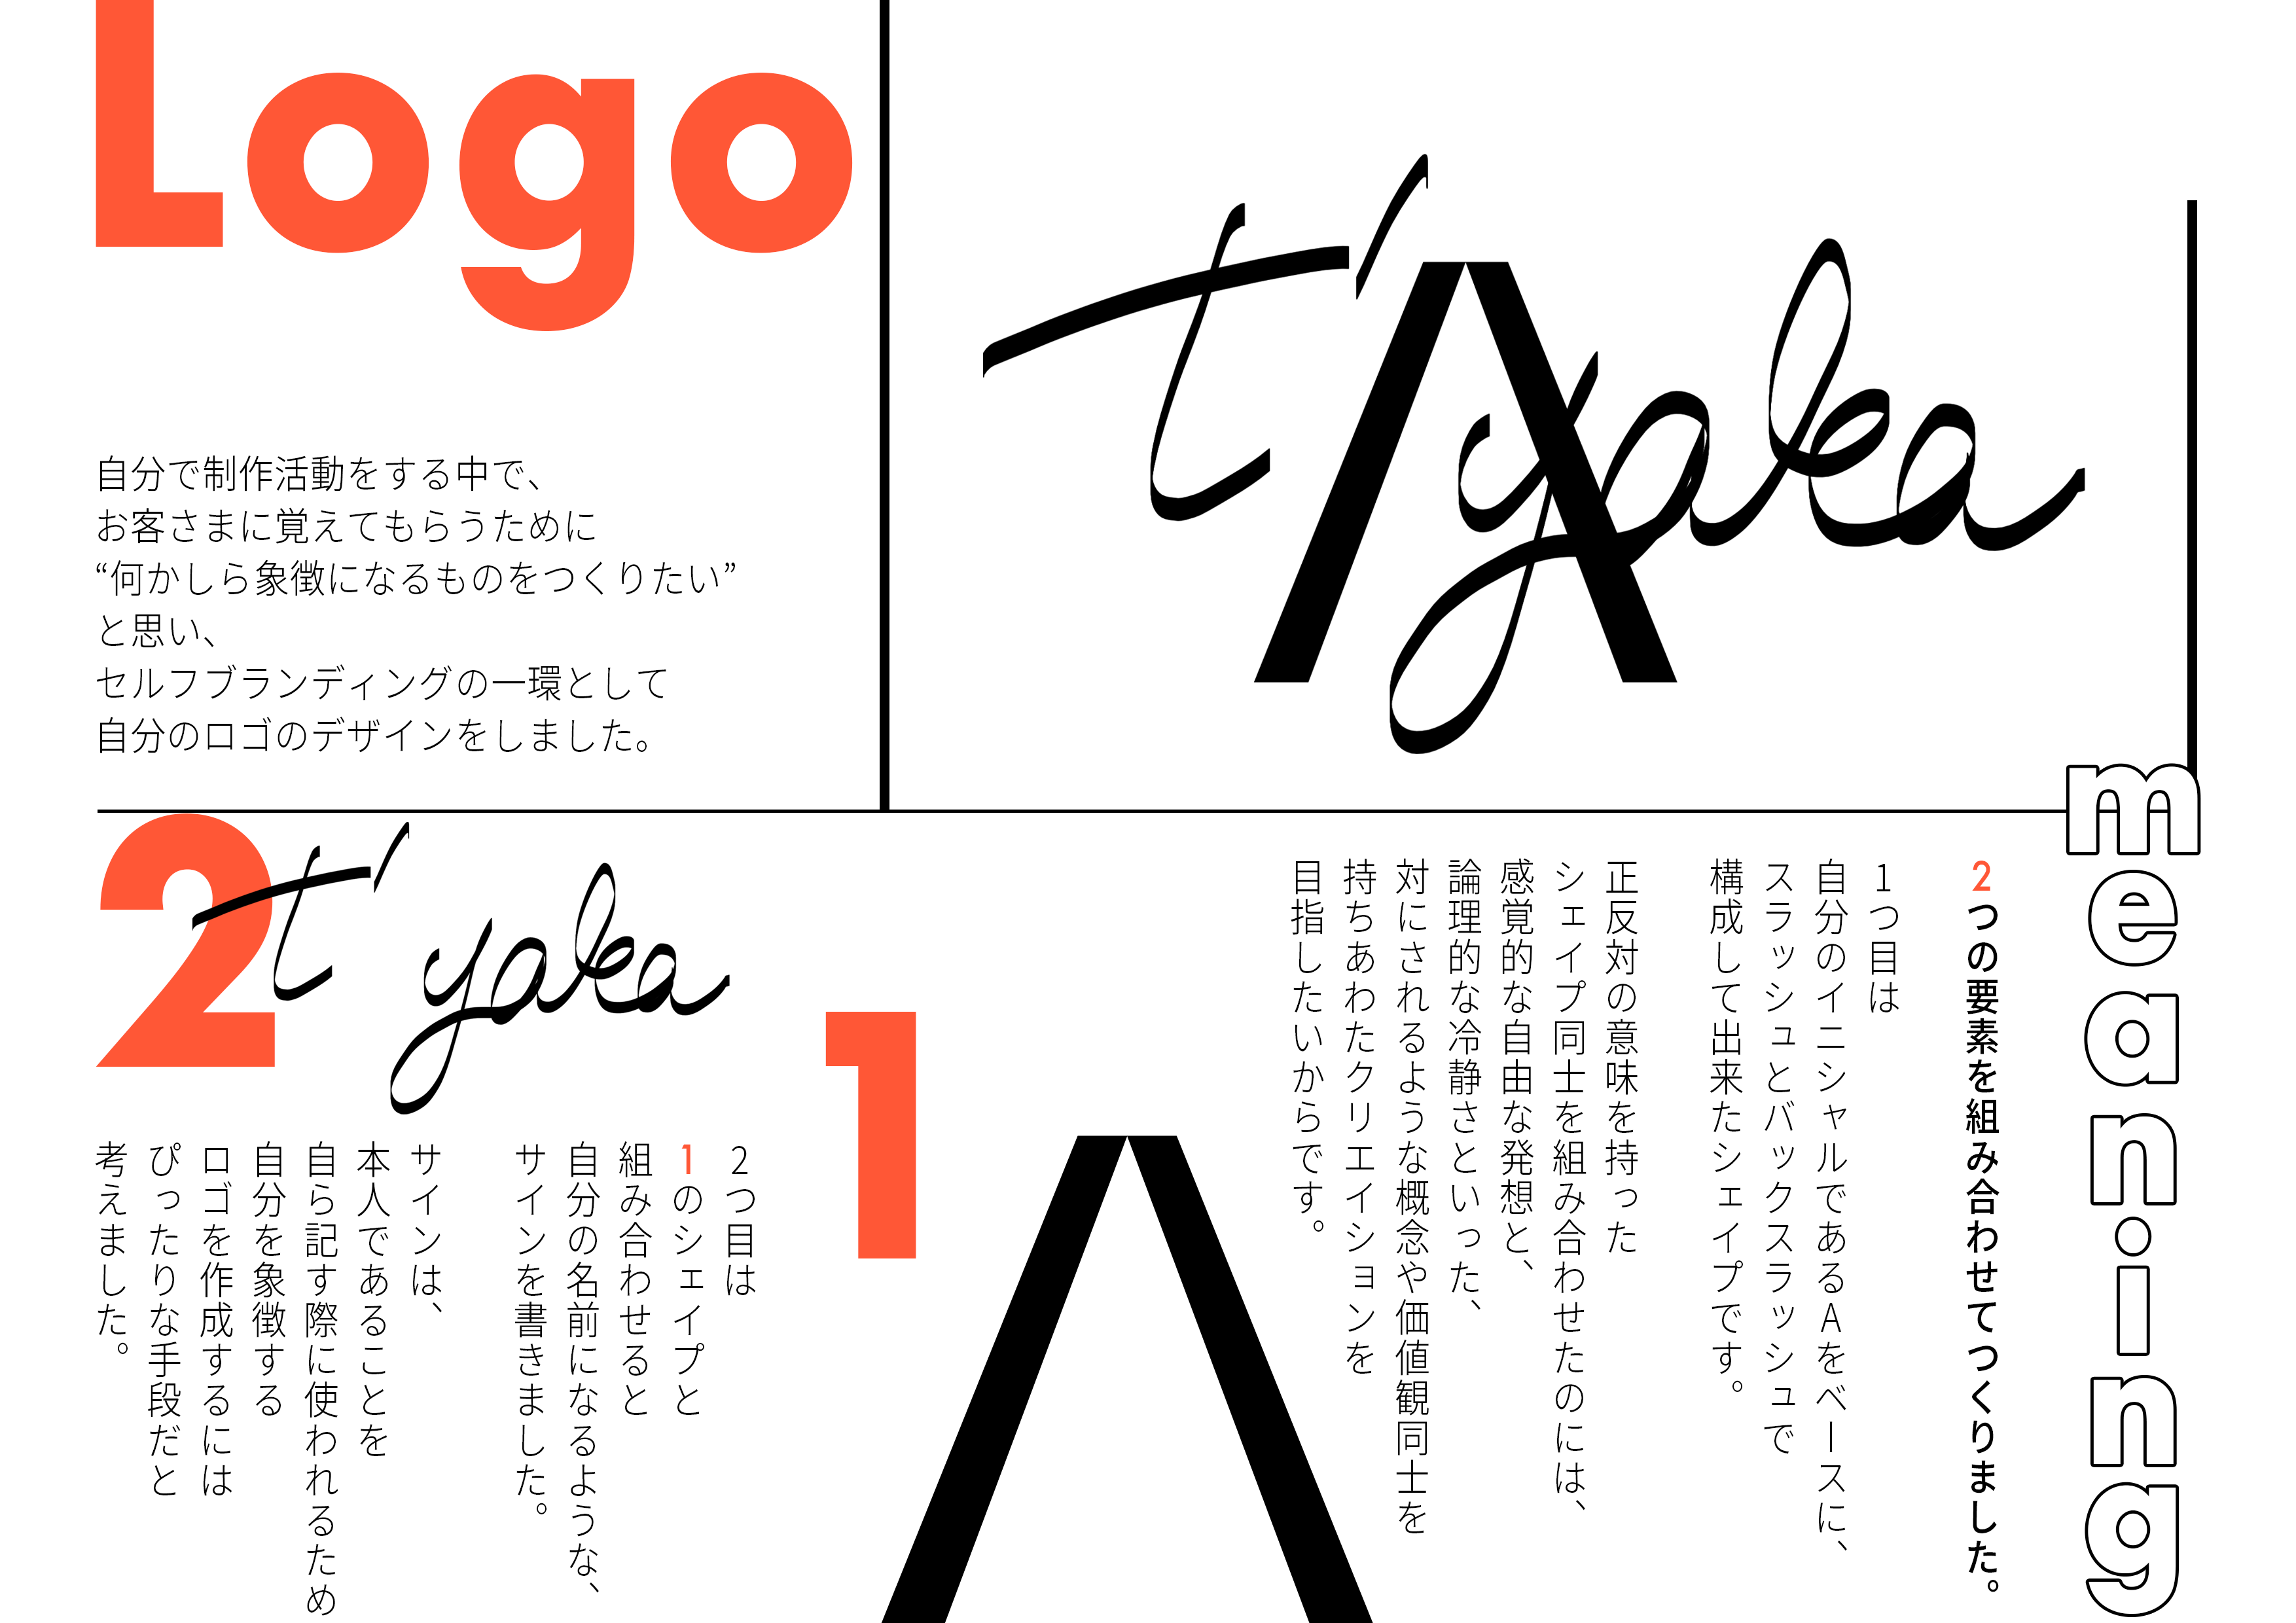 Logo
自分で制作活動をする中で、
お客さまに覚えてもらうために
“何かしら象徴になるものをつくりたい”
と思い、
セルフブランディングの一環として
自分のロゴのデザインをしました。
t'yaka
meaning
2つの要素を組み合わせてつくりました。
1つ目は
自分のイニシャルであるAをベースに、
スラッシュとバックスラッシュで
構成して出来たシェイプです。
正反対の意味を持った
シェイプ同士を組み合わせたのには、
感覚的な自由な発想と、
論理的な冷静さといった、
対にされるような概念や価値観同士を
持ちあわたクリエイションを
目指したいからです。
1
2
t'yaka
2つ目は
1のシェイプと
組み合わせると
自分の名前になるような、
サインを書きました。
サインは、
本人であることを
自ら記す際に使われるため
自分を象徴する
ロゴを作成するには
ぴったりな手段だと
考えました。